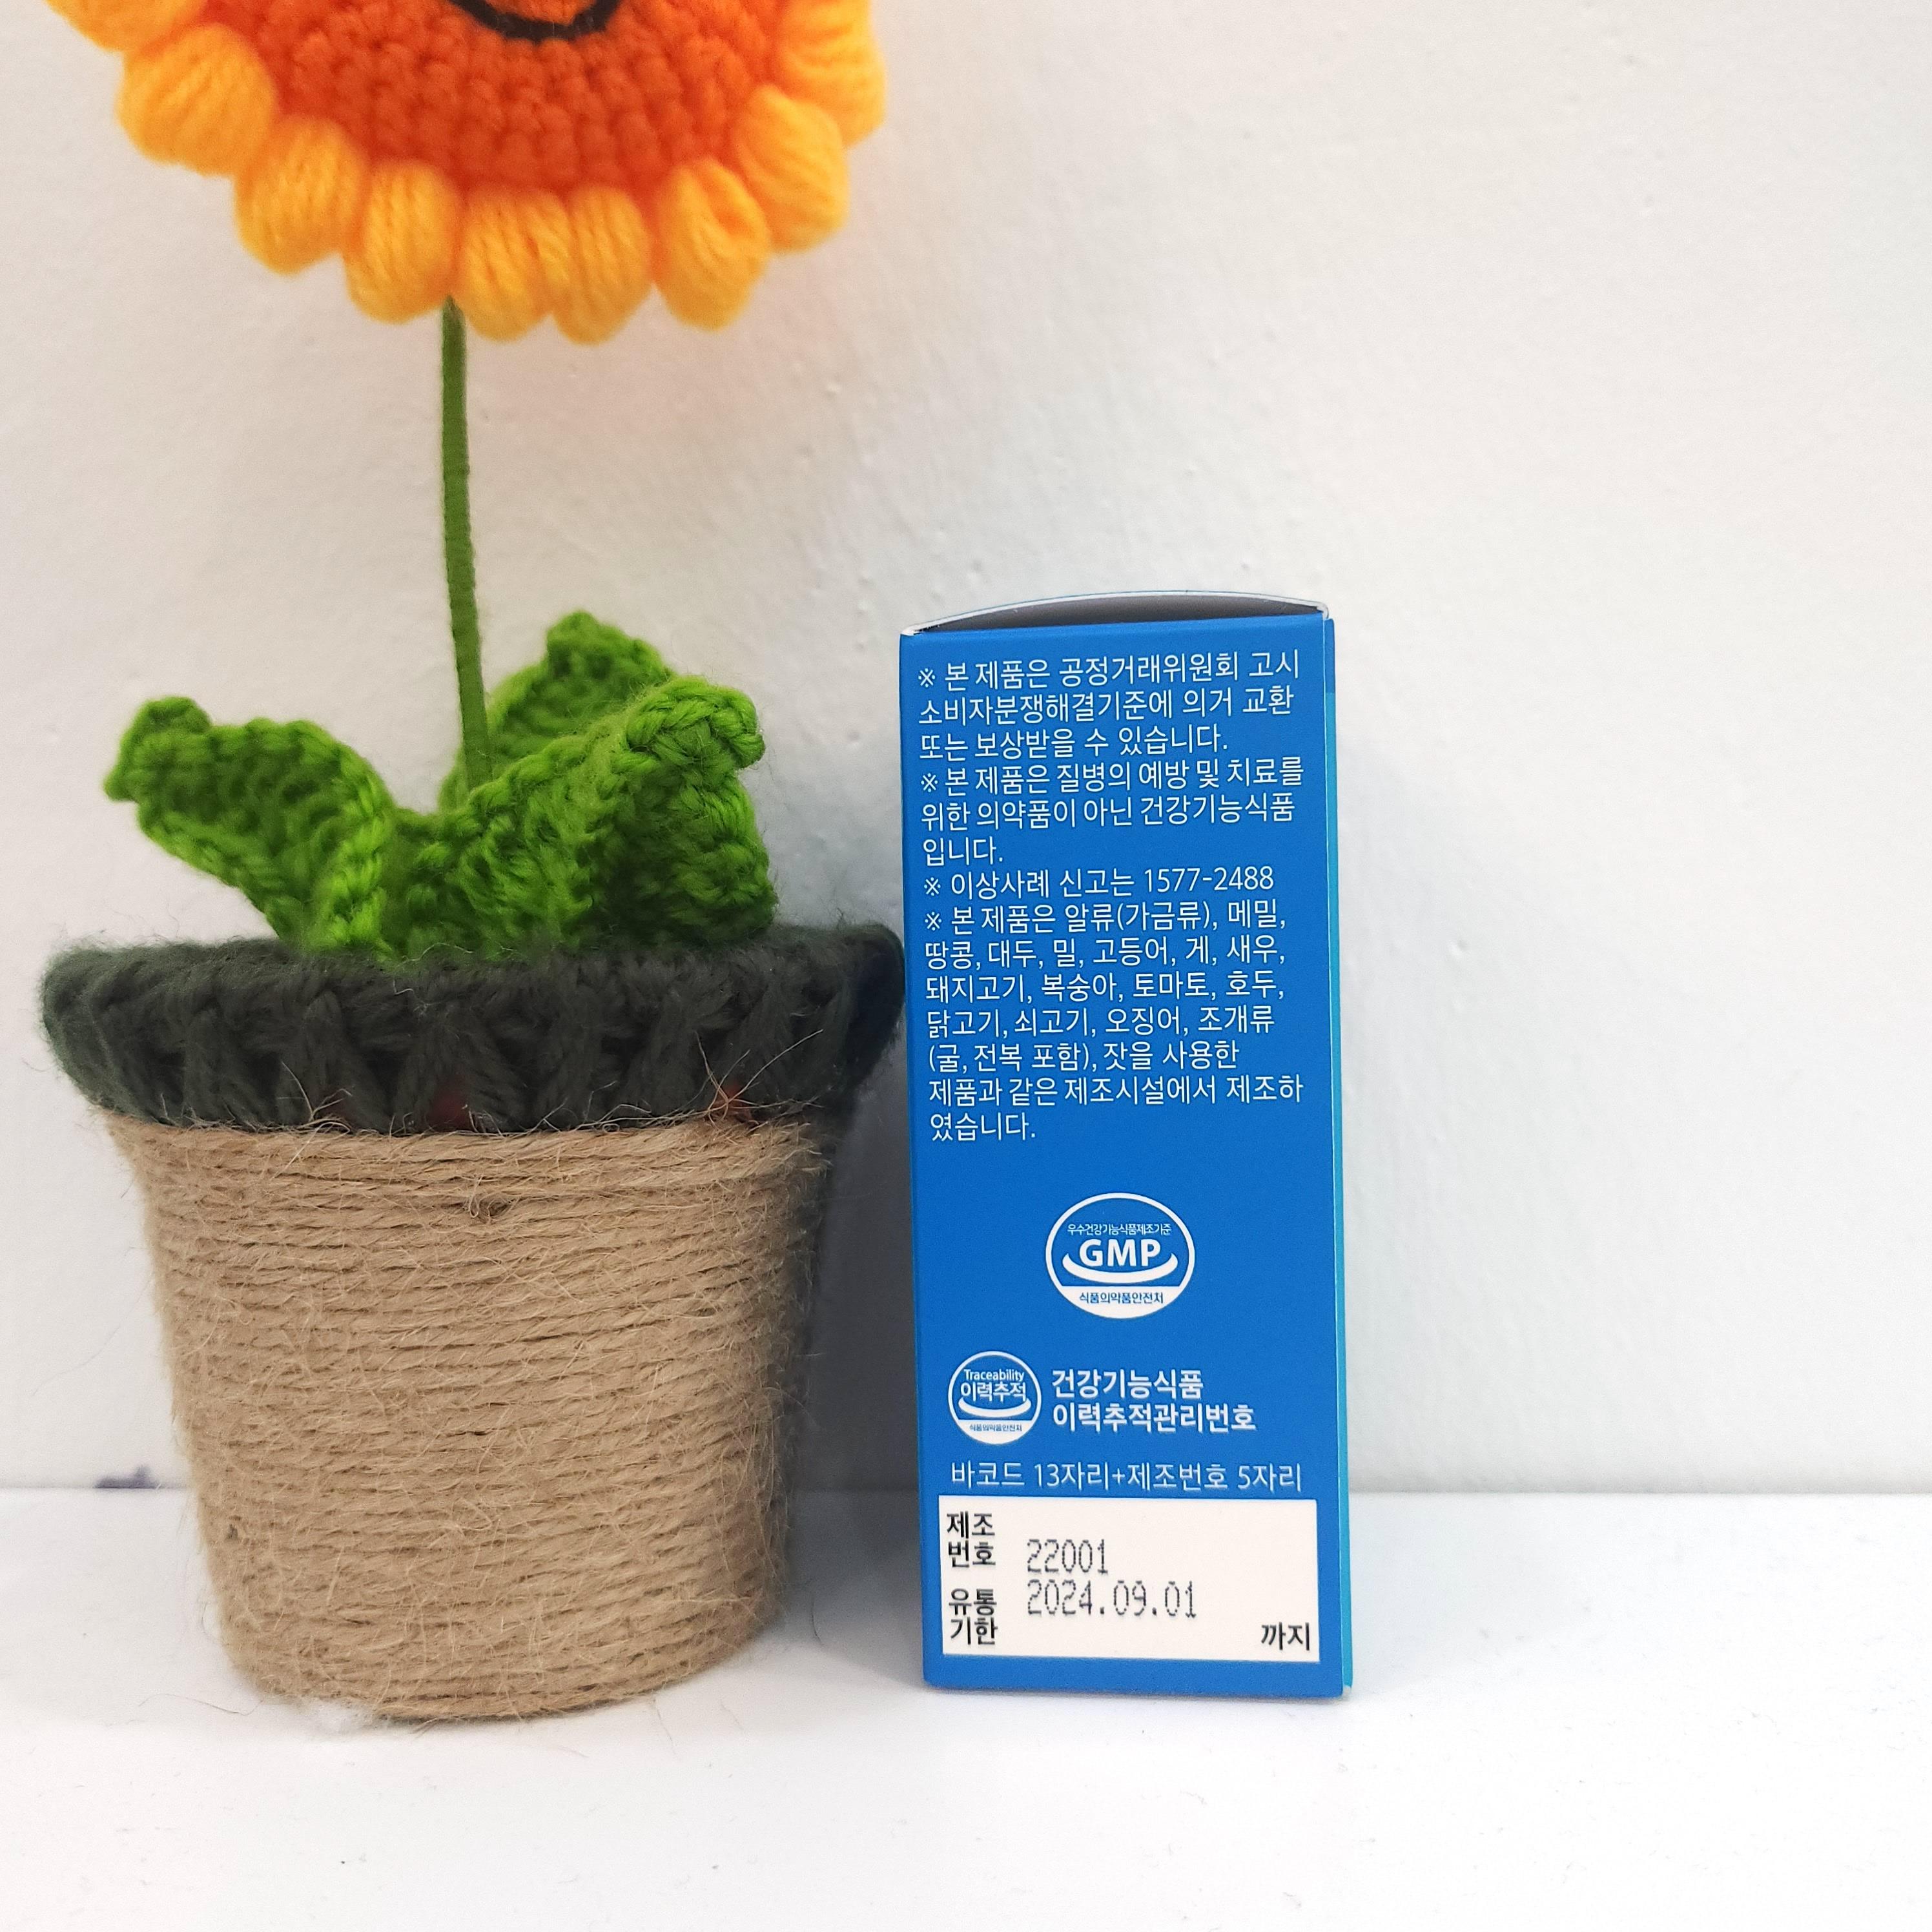 ※ 본 제품은 공정거래위원회 고시
소비자분쟁해결기준에 의거 교환
또는 보상받을 수 있습니다.
※ 본 제품은 질병의 예방 및 치료를
위한 의약품이 아닌 건강기능식품
입니다.
※ 이상사례 신고는 1577-2488
※ 본 제품은 알류(가금류), 메밀,
땅콩, 대두, 밀, 고등어, 게, 새우,
돼지고기, 복숭아, 토마토, 호두,
닭고기, 쇠고기, 오징어, 조개류
(굴, 전복 포함), 잣을 사용한
제품과 같은 제조시설에서 제조하
였습니다.
우수건강기능식품제조기준
GMP
식품의약품안전처
Traceability
이력추적
식품의약품안전처
건강기능식품
이력추적관리번호
바코드 13자리+제조번호 5자리
제조
번호 22001
유통 2024.09.01
기한 까지